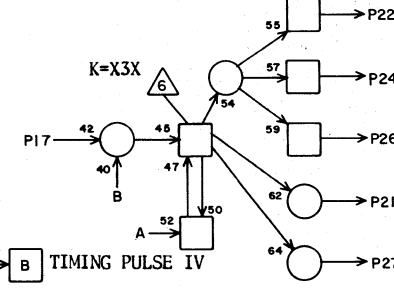 55
P22
K=X3X
57
P24
6
54
P17
42
45
59
P26
40
47
B
62
P21
50
A
52
64
P27
B
TIMING PULSE IV